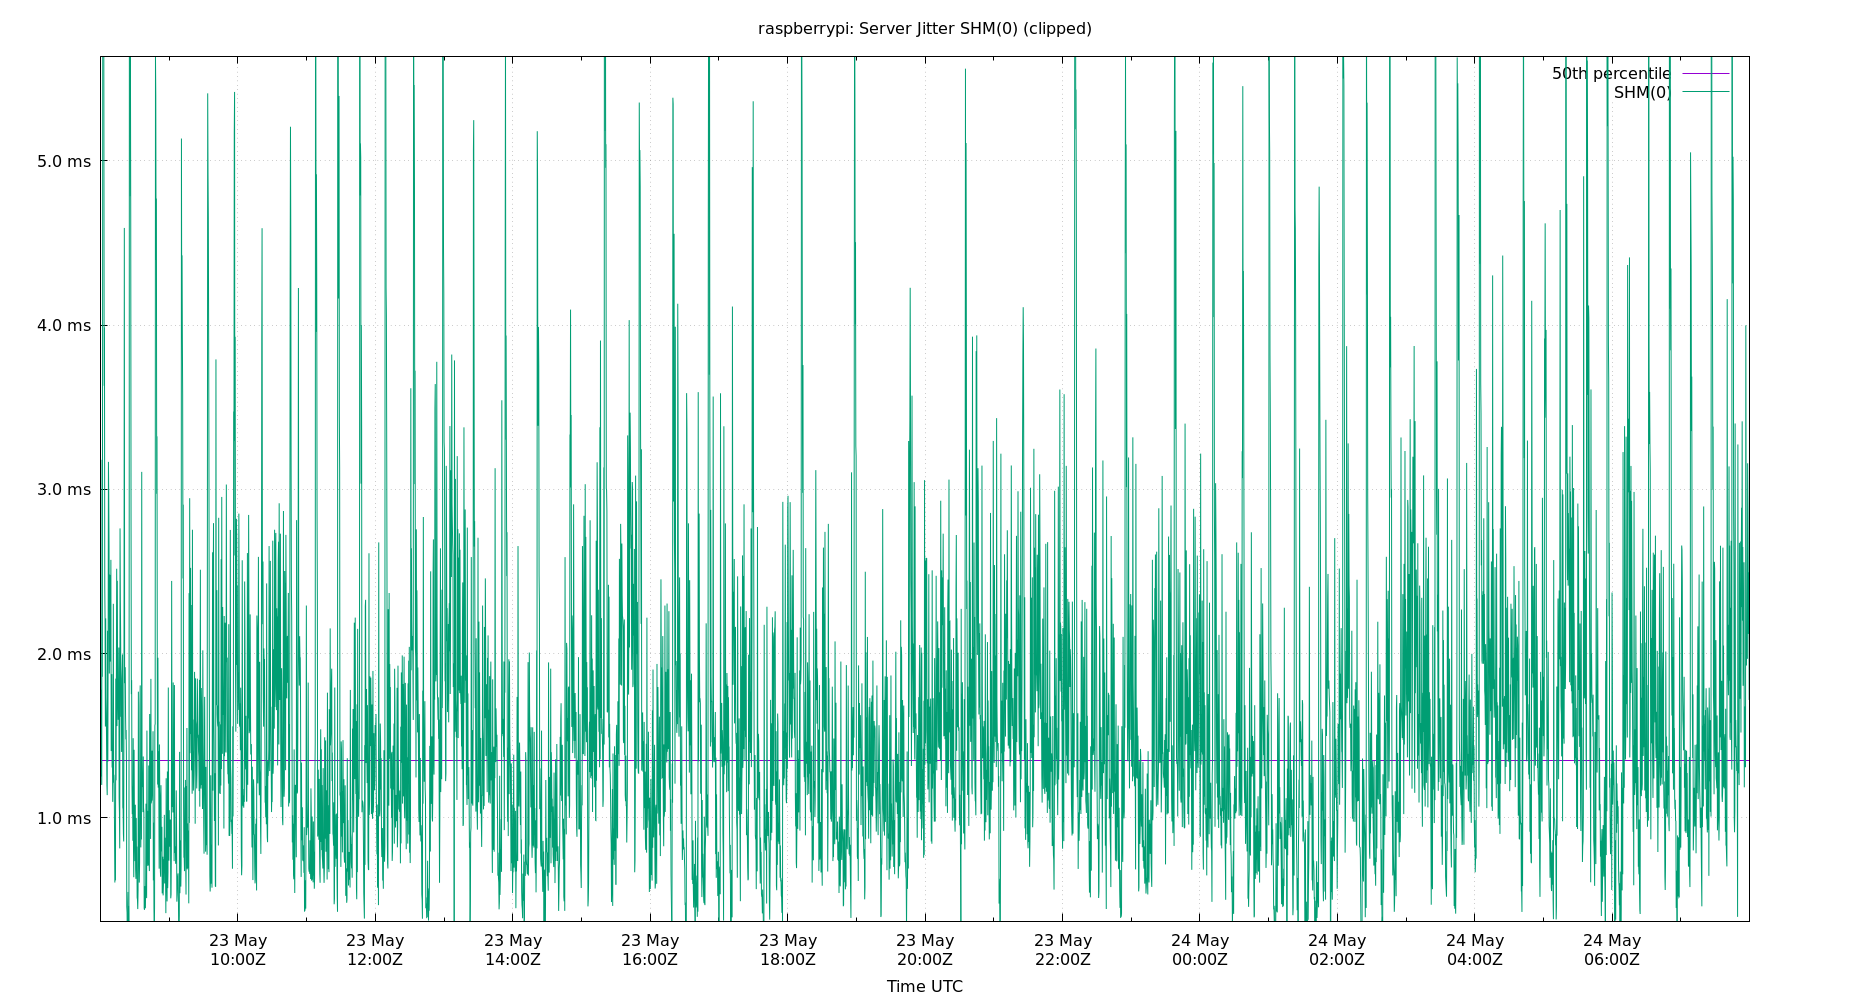 raspberrypi: Server Jitter SHM(0) (clipped)
50th percentile
SHM(0)
5.0 ms
4.0 ms
3.0 ms
2.0 ms
1.0 ms
23 May 23 May 23 May 23 May 23 May 23 May 23 May 24 May 24 May 24 May 24 May
10:00Z 12:00Z 14:00Z 16:00Z 18:00Z 20:00Z 22:00Z 00:00Z 02:00Z 04:00Z 06:00Z
Time UTC